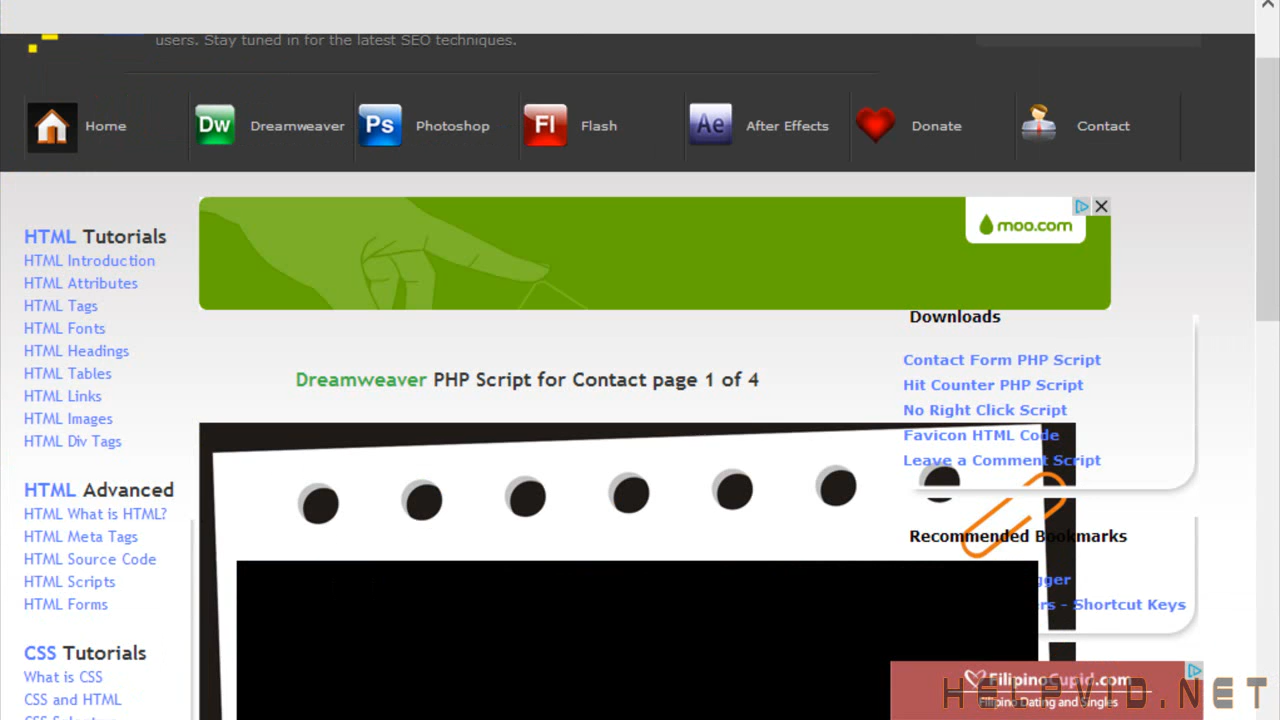 users. Stay tuned in for the latest SEO techniques.
Home
Dw Dreamweaver
Ps Photoshop
Fl Flash
Ae After Effects
Donate
Contact
moo.com
HTML Tutorials
HTML Introduction
HTML Attributes
HTML Tags
HTML Fonts
HTML Headings
HTML Tables
HTML Links
HTML Images
HTML Div Tags
HTML Advanced
HTML What is HTML?
HTML Meta Tags
HTML Source Code
HTML Scripts
HTML Forms
CSS Tutorials
What is CSS
CSS and HTML
Dreamweaver PHP Script for Contact page 1 of 4
Downloads
Contact Form PHP Script
Hit Counter PHP Script
No Right Click Script
Favicon HTML Code
Leave a Comment Script
Recommended Bookmarks
- Shortcut Keys
FilipinoCupid.com
Filipino Dating and Singles
HELPVID.NET